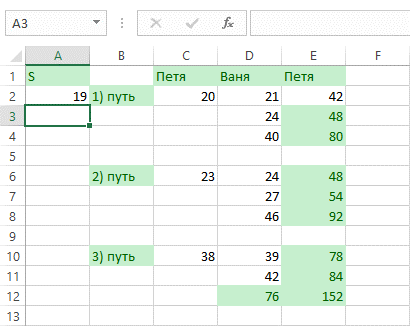 A3
fx
A B C D E F
1 S Петя Ваня Петя
2 19 1) путь 20 21 42
3 24 48
4 40 80
5
6 2) путь 23 24 48
7 27 54
8 46 92
9
10 3) путь 38 39 78
11 42 84
12 76 152
13